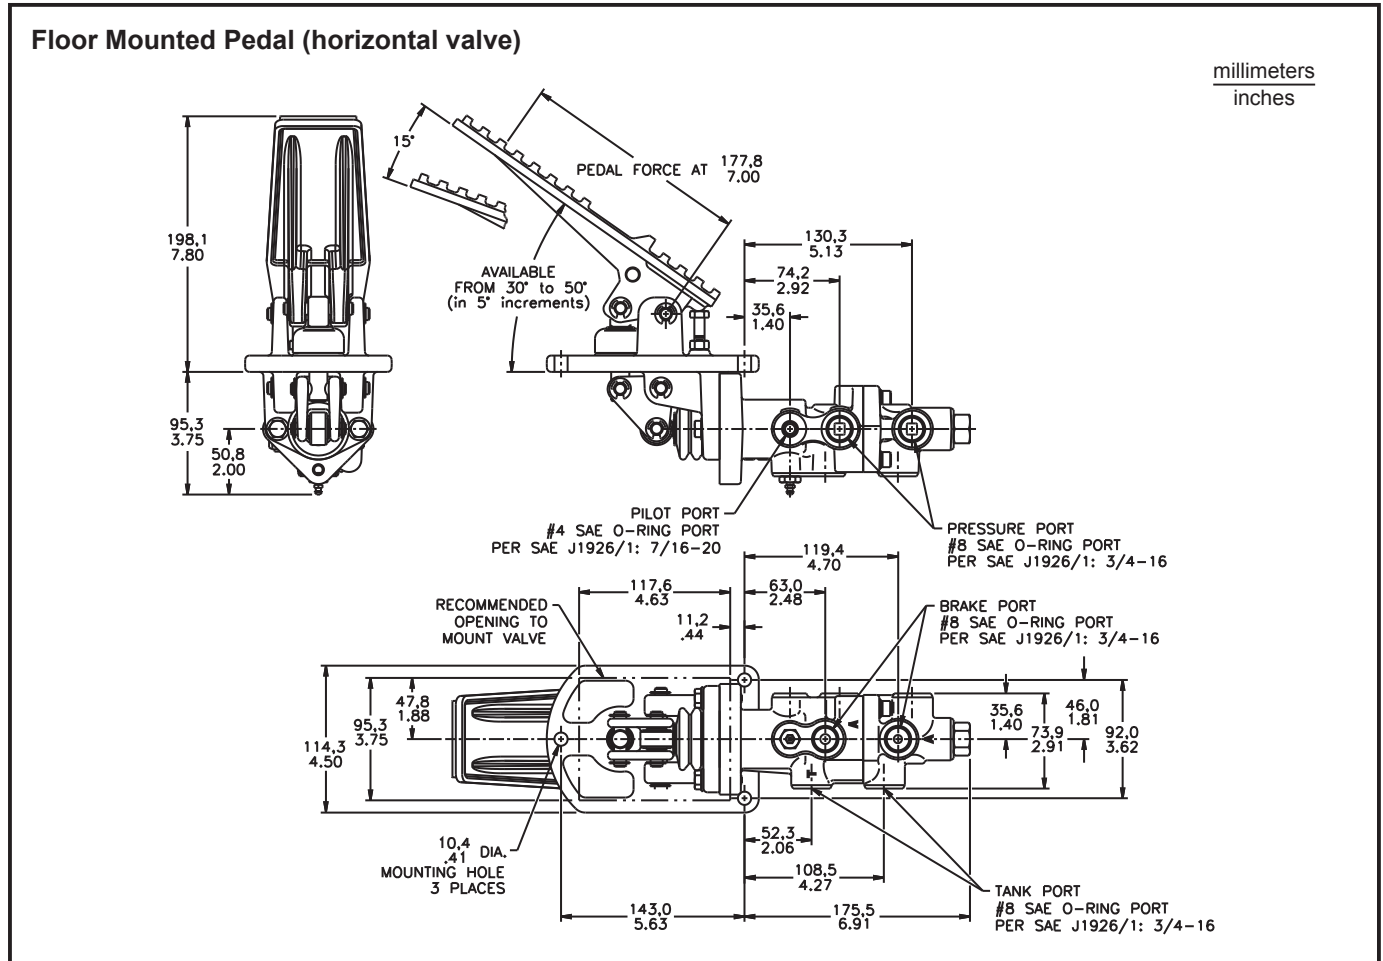 Floor Mounted Pedal (horizontal valve)
millimeters
inches
15°
PEDAL FORCE AT 177,8
7.00
198,1
7.80
AVAILABLE
FROM 30° to 50°
(in 5° increments)
130,3
5.13
74,2
2.92
35,6
1.40
95,3
3.75
50,8
2.00
PILOT PORT
#4 SAE O-RING PORT
PER SAE J1926/1: 7/16-20
PRESSURE PORT
#8 SAE O-RING PORT
PER SAE J1926/1: 3/4-16
119,4
4.70
117,6
4.63
63,0
2.48
11,2
.44
RECOMMENDED
OPENING TO
MOUNT VALVE
BRAKE PORT
#8 SAE O-RING PORT
PER SAE J1926/1: 3/4-16
47,8
1.88
95,3
3.75
114,3
4.50
35,6
1.40
73,9
2.91
46,0
1.81
92,0
3.62
A
A
T
52,3
2.06
108,5
4.27
10,4
.41 DIA.
MOUNTING HOLE
3 PLACES
143,0
5.63
175,5
6.91
TANK PORT
#8 SAE O-RING PORT
PER SAE J1926/1: 3/4-16